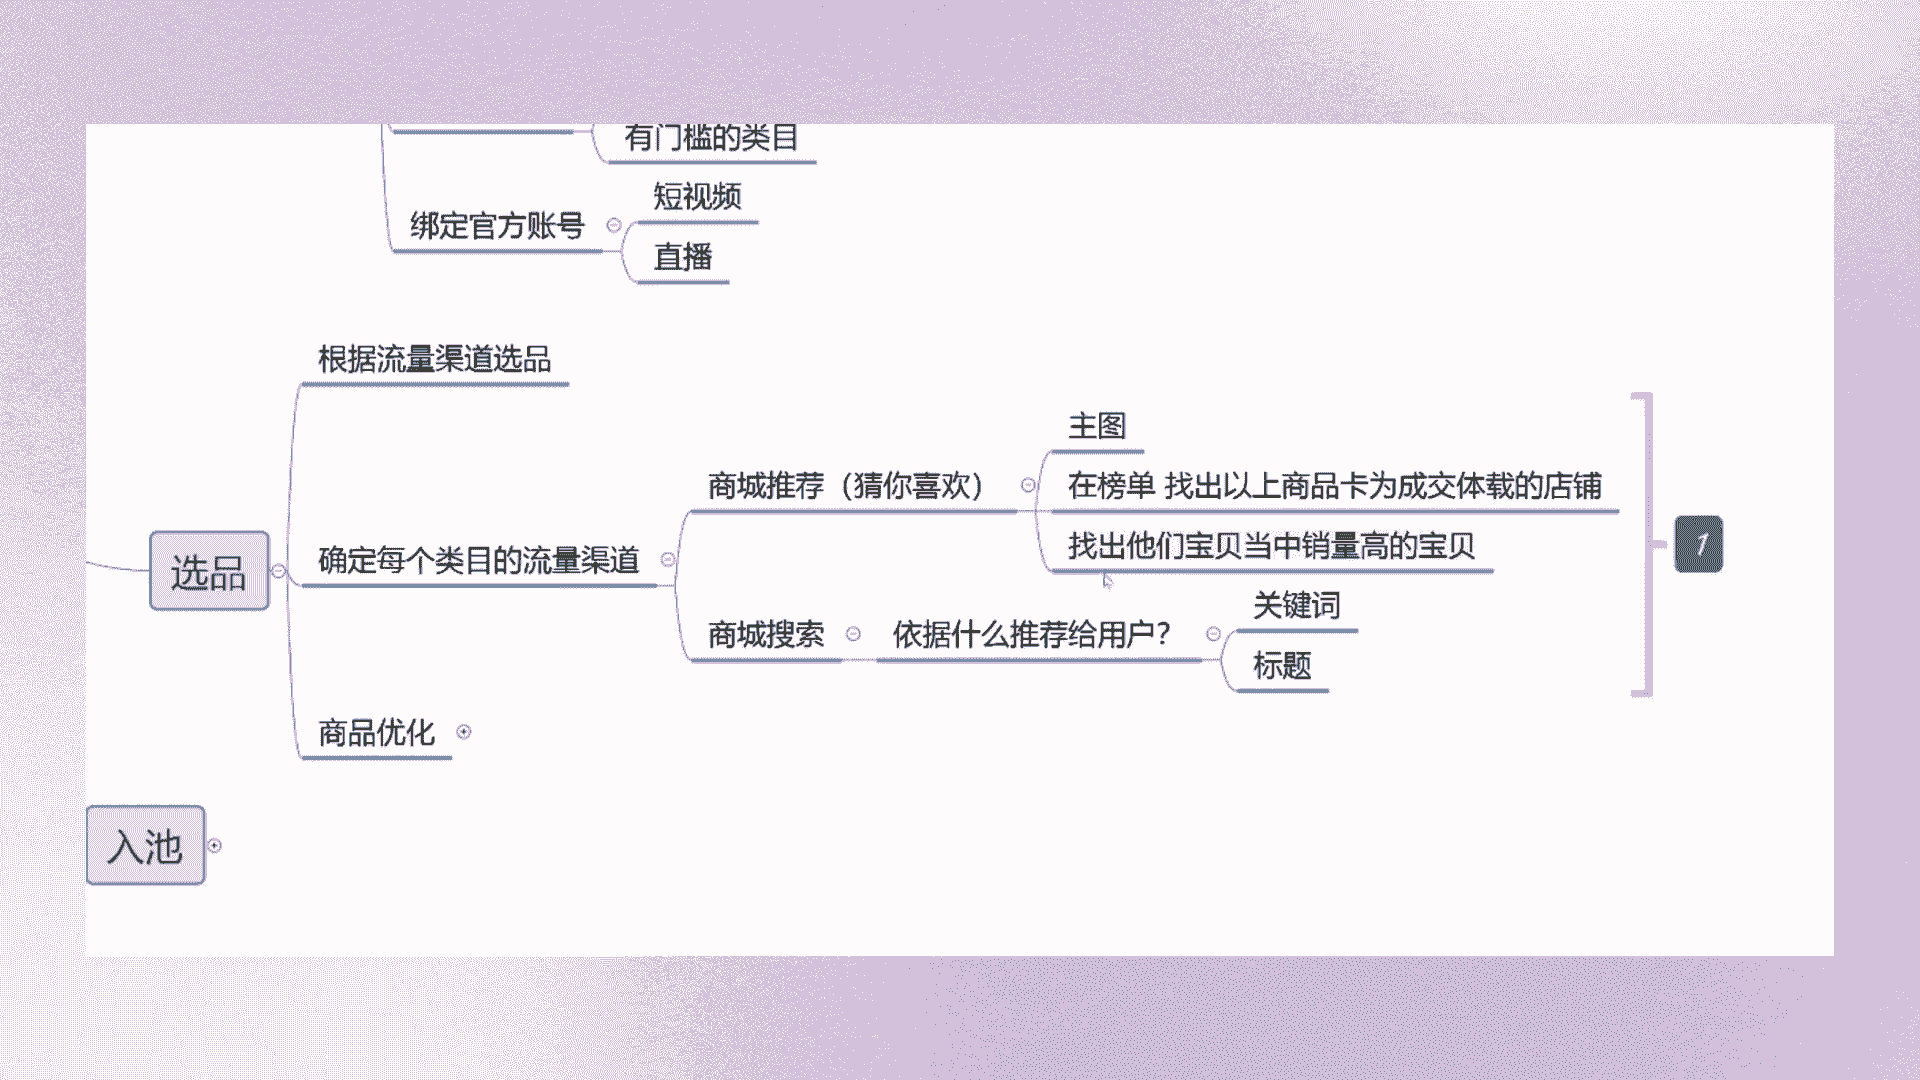 有门槛的类目
绑定官方账号
短视频
直播
选品
根据流量渠道选品
确定每个类目的流量渠道
商城推荐（猜你喜欢）
主图
在榜单 找出以上商品卡为成交体载的店铺
找出他们宝贝当中销量高的宝贝
商城搜索
依据什么推荐给用户？
关键词
标题
商品优化
1
入池